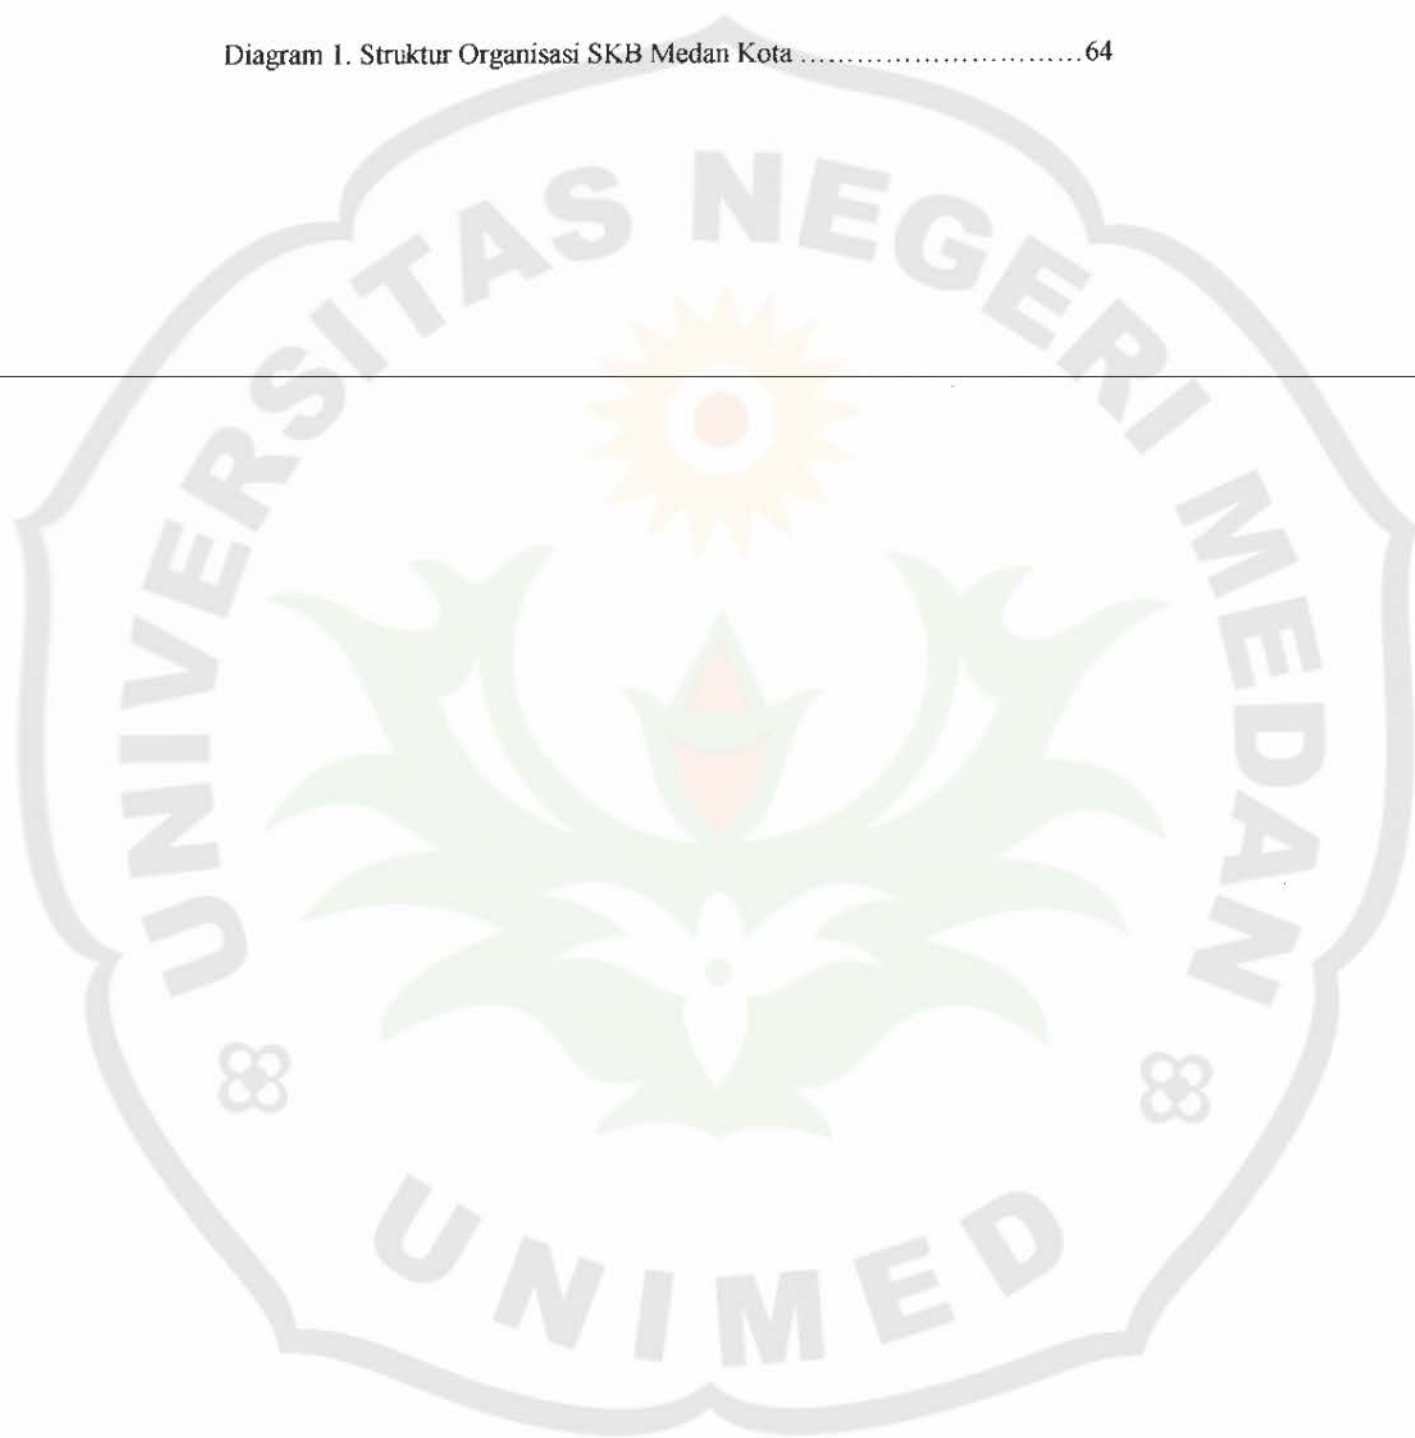 Diagram 1. Struktur Organisasi SKB Medan Kota ..............................64
UNIVERSITAS NEGERI MEDAN
UNIMED